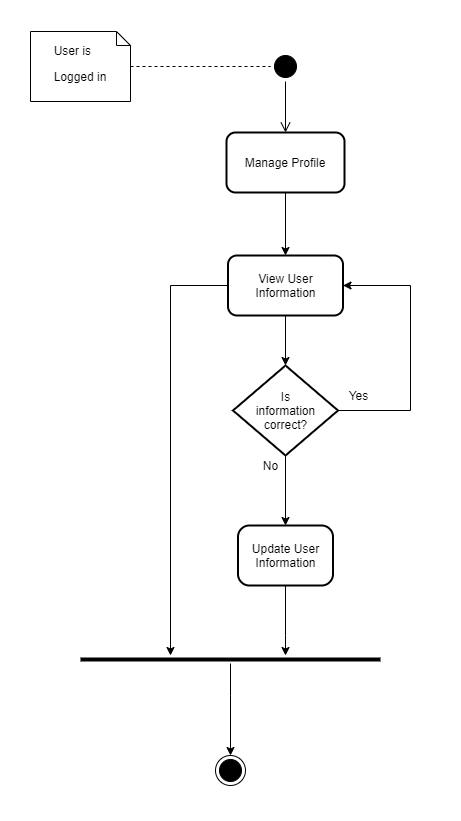 User is
Logged in
Manage Profile
View User
Information
Is
information
correct?
Yes
No
Update User
Information